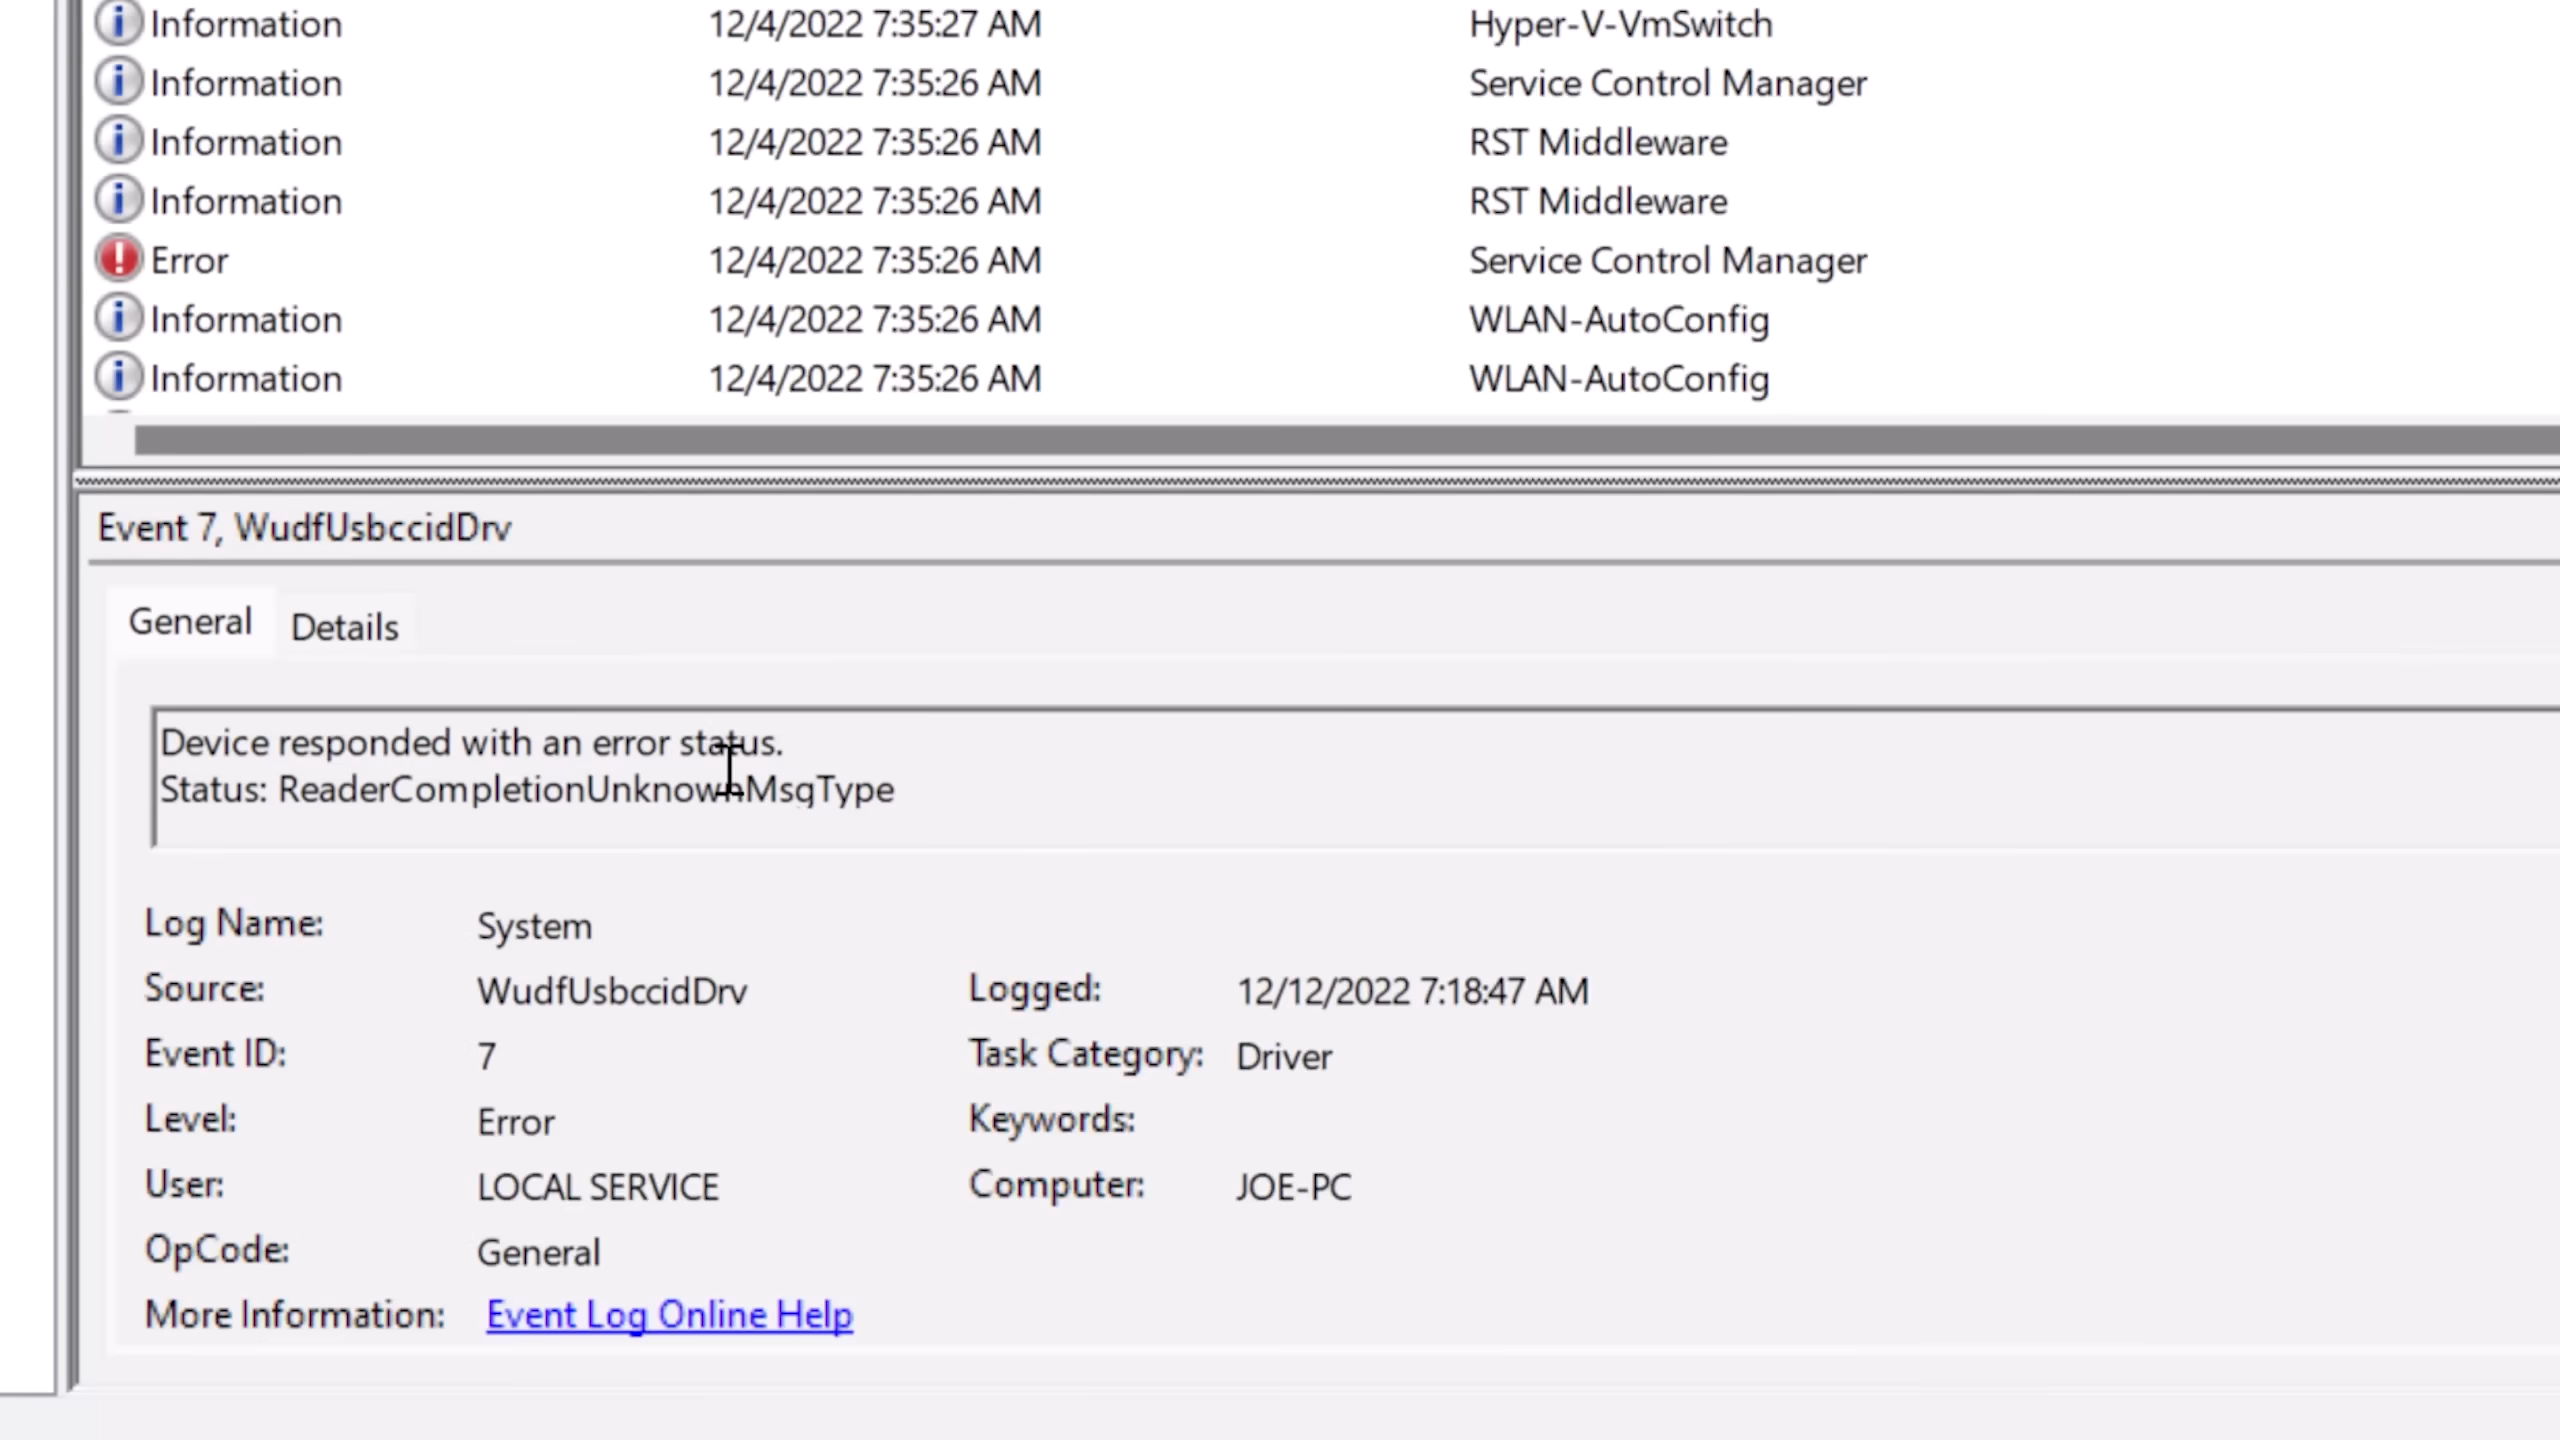 Information 12/4/2022 7:35:27 AM Hyper-V-VmSwitch
Information 12/4/2022 7:35:26 AM Service Control Manager
Information 12/4/2022 7:35:26 AM RST Middleware
Information 12/4/2022 7:35:26 AM RST Middleware
Error 12/4/2022 7:35:26 AM Service Control Manager
Information 12/4/2022 7:35:26 AM WLAN-AutoConfig
Information 12/4/2022 7:35:26 AM WLAN-AutoConfig
Event 7, WudfUsbccidDrv
General Details
Device responded with an error status.
Status: ReaderCompletionUnknownMsgType
Log Name: System
Source: WudfUsbccidDrv Logged: 12/12/2022 7:18:47 AM
Event ID: 7 Task Category: Driver
Level: Error Keywords:
User: LOCAL SERVICE Computer: JOE-PC
OpCode: General
More Information: Event Log Online Help